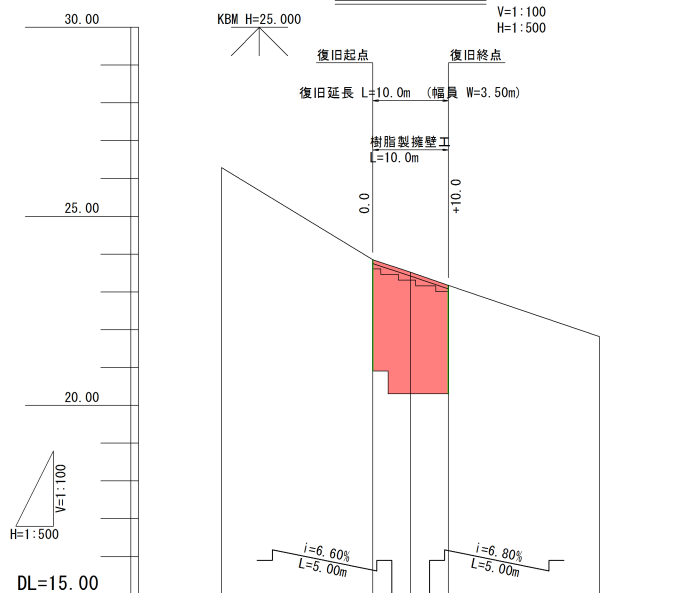 V=1:100
H=1:500
KBM H=25.000
30.00
復旧起点
復旧終点
復旧延長 L=10.0m (幅員 W=3.50m)
樹脂製擁壁工
L=10.0m
0.0
+10.0
25.00
20.00
V=1:100
H=1:500
i=6.60%
L=5.00m
i=6.80%
L=5.00m
DL=15.00